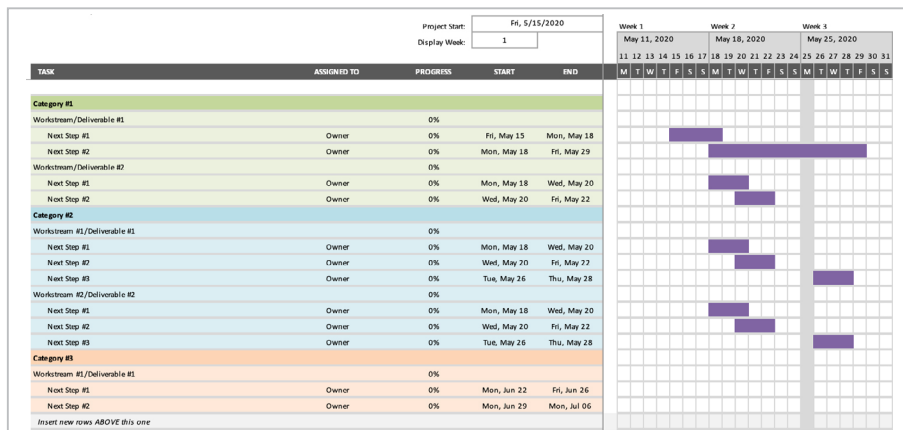 Project Start: Fri, 5/15/2020 Week 1 Week 2 Week 3
Display Week: 1 May 11, 2020 May 18, 2020 May 25, 2020
11 12 13 14 15 16 17 18 19 20 21 22 23 24 25 26 27 28 29 30 31
TASK ASSIGNED TO PROGRESS START END M T W T F S S M T W T F S S M T W T F S S
Category #1
Workstream/Deliverable #1 0%
Next Step #1 Owner 0% Fri, May 15 Mon, May 18
Next Step #2 Owner 0% Mon, May 18 Fri, May 29
Workstream/Deliverable #2 0%
Next Step #1 Owner 0% Mon, May 18 Wed, May 20
Next Step #2 Owner 0% Wed, May 20 Fri, May 22
Category #2
Workstream #1/Deliverable #1 0%
Next Step #1 Owner 0% Mon, May 18 Wed, May 20
Next Step #2 Owner 0% Wed, May 20 Fri, May 22
Next Step #3 Owner 0% Tue, May 26 Thu, May 28
Workstream #2/Deliverable #2 0%
Next Step #1 Owner 0% Mon, May 18 Wed, May 20
Next Step #2 Owner 0% Wed, May 20 Fri, May 22
Next Step #3 Owner 0% Tue, May 26 Thu, May 28
Category #3
Workstream #1/Deliverable #1 0%
Next Step #1 Owner 0% Mon, Jun 22 Fri, Jun 26
Next Step #2 Owner 0% Mon, Jun 29 Mon, Jul 06
Insert new rows ABOVE this one